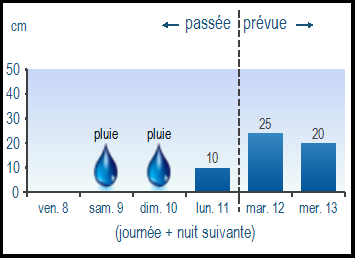 passée prévue
cm
50
40
30
20
10
0
pluie pluie
10 25 20
ven. 8 sam. 9 dim. 10 lun. 11 mar. 12 mer. 13
(journée + nuit suivante)